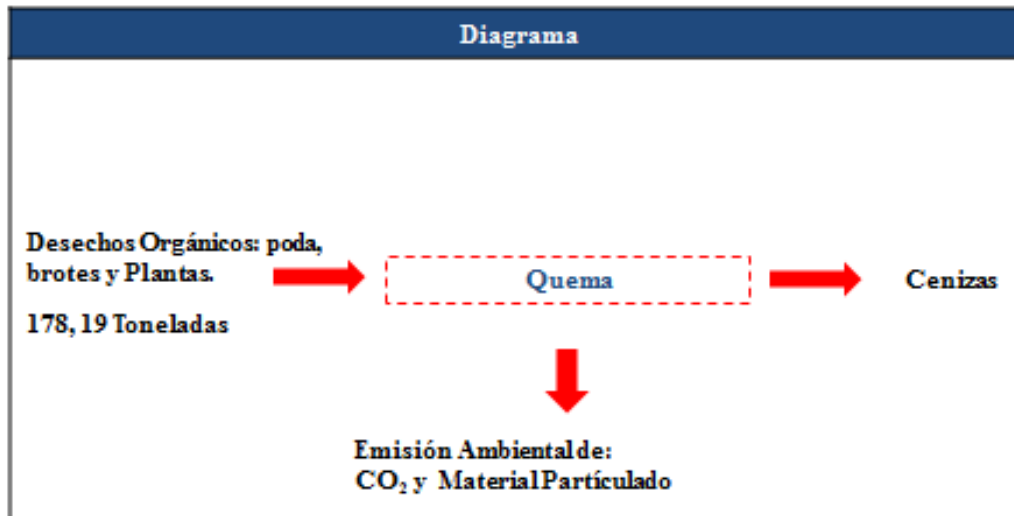 Diagrama
Desechos Orgánicos: poda,
brotes y Plantas.
178, 19 Toneladas
Quema
Cenizas
Emisión Ambiental de:
CO₂ y Material Partículado